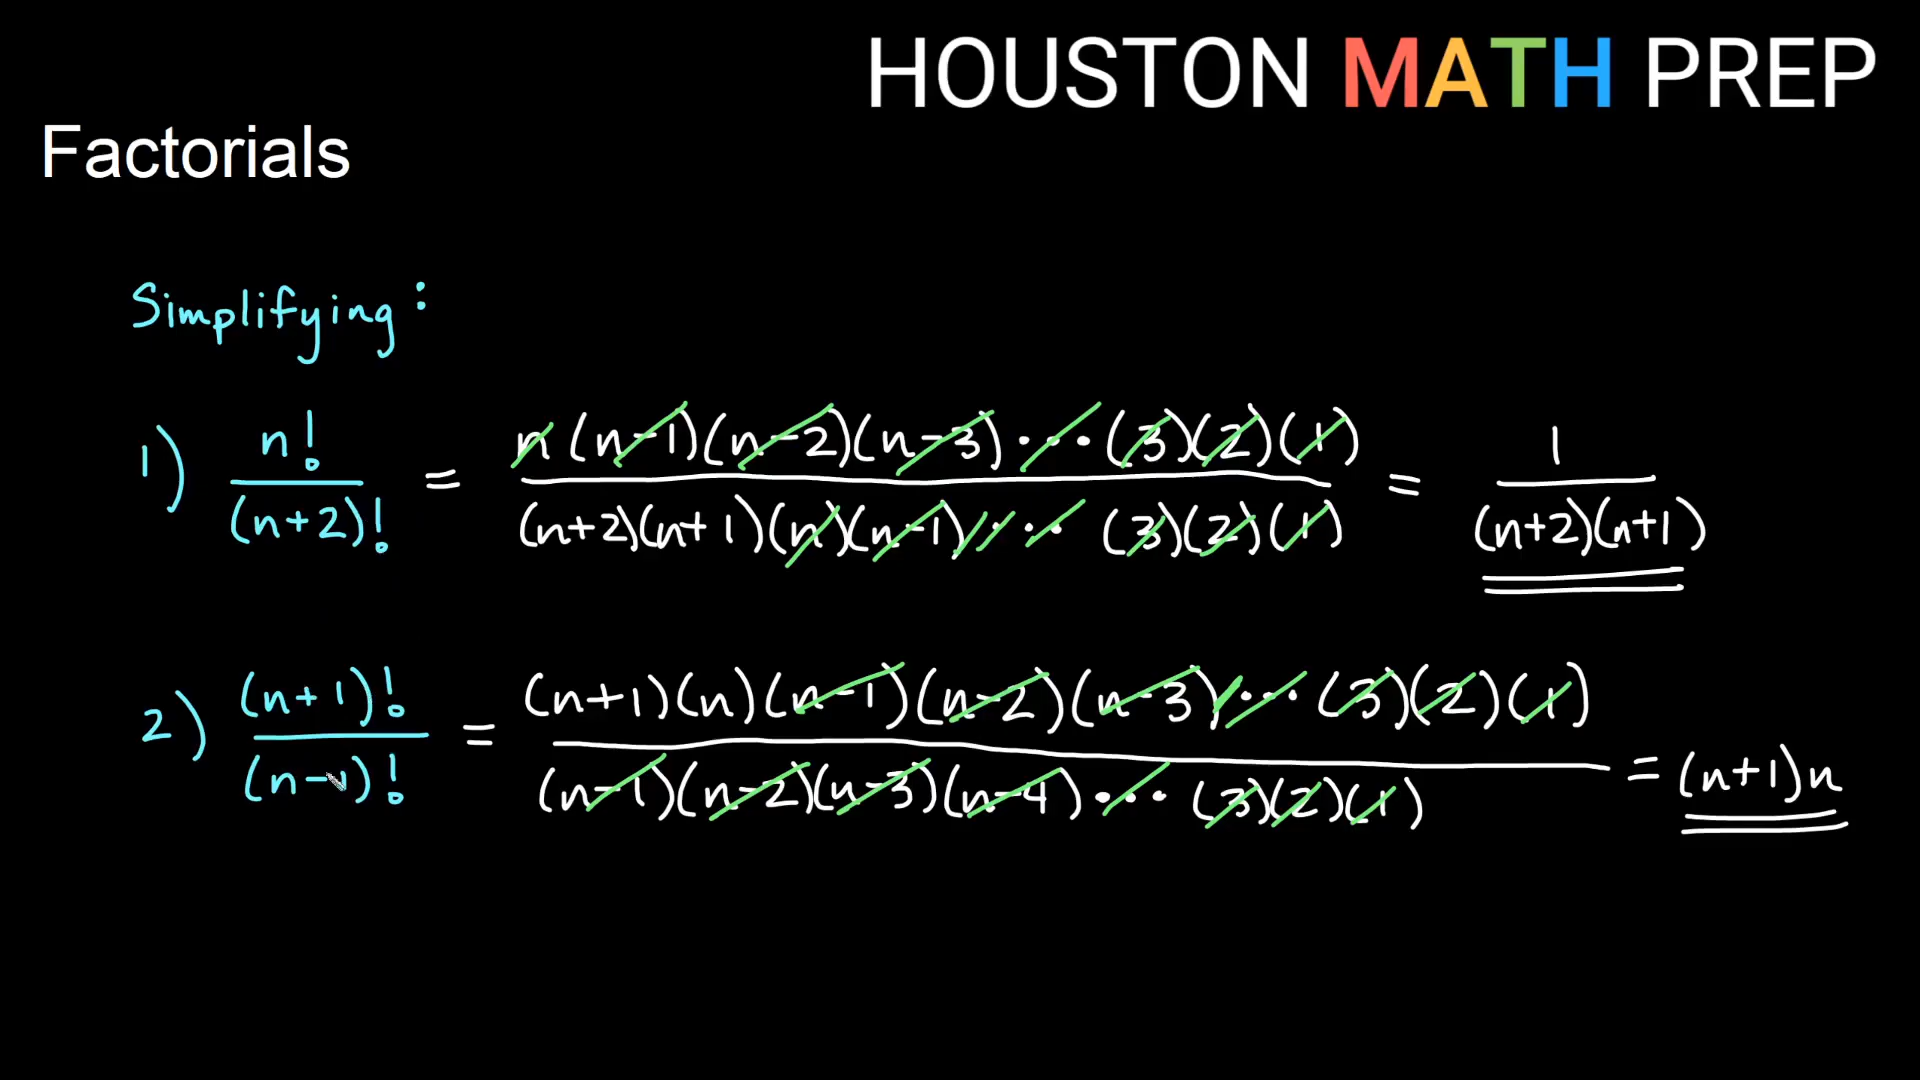 HOUSTON MATH PREP
Factorials
Simplifying:
1) n!/(n+2)! = n(n-1)(n-2)(n-3)···(3)(2)(1)/(n+2)(n+1)(n)(n-1)···(3)(2)(1) = 1/(n+2)(n+1)
2) (n+1)!/(n-1)! = (n+1)(n)(n-1)(n-2)(n-3)···(3)(2)(1)/(n-1)(n-2)(n-3)(n-4)···(3)(2)(1) = (n+1)n